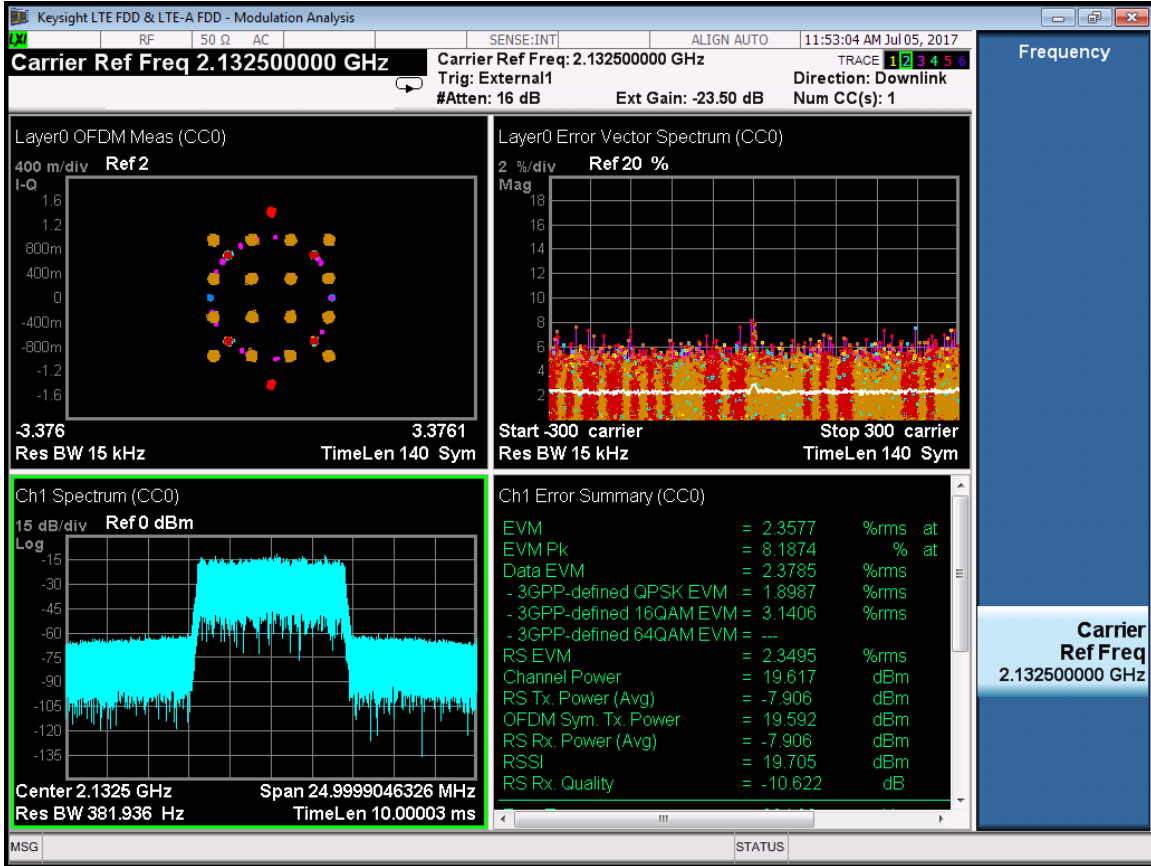 Keysight LTE FDD & LTE-A FDD - Modulation Analysis
LXI RF 50 Ω AC SENSE:INT ALIGN AUTO 11:53:04 AM Jul 05, 2017
Carrier Ref Freq 2.132500000 GHz
Carrier Ref Freq: 2.132500000 GHz
Trig: External1
#Atten: 16 dB Ext Gain: -23.50 dB
TRACE 1 2 3 4 5 6
Direction: Downlink
Num CC(s): 1
Frequency
Layer0 OFDM Meas (CC0)
400 m/div Ref 2
I-Q
1.6
1.2
800m
400m
0
-400m
-800m
-1.2
-1.6
-3.376 3.3761
Res BW 15 kHz TimeLen 140 Sym
Layer0 Error Vector Spectrum (CC0)
2 %/div Ref 20 %
Mag
18
16
14
12
10
8
6
4
2
Start -300 carrier Stop 300 carrier
Res BW 15 kHz TimeLen 140 Sym
Ch1 Spectrum (CC0)
15 dB/div Ref 0 dBm
Log
-15
-30
-45
-60
-75
-90
-105
-120
-135
Center 2.1325 GHz Span 24.9999046326 MHz
Res BW 381.936 Hz TimeLen 10.00003 ms
Ch1 Error Summary (CC0)
EVM = 2.3577 %rms at
EVM Pk = 8.1874 % at
Data EVM = 2.3785 %rms
- 3GPP-defined QPSK EVM = 1.8987 %rms
- 3GPP-defined 16QAM EVM = 3.1406 %rms
- 3GPP-defined 64QAM EVM = ---
RS EVM = 2.3495 %rms
Channel Power = 19.617 dBm
RS Tx. Power (Avg) = -7.906 dBm
OFDM Sym. Tx. Power = 19.592 dBm
RS Rx. Power (Avg) = -7.906 dBm
RSSI = 19.705 dBm
RS Rx. Quality = -10.622 dB
Carrier
Ref Freq
2.132500000 GHz
MSG STATUS